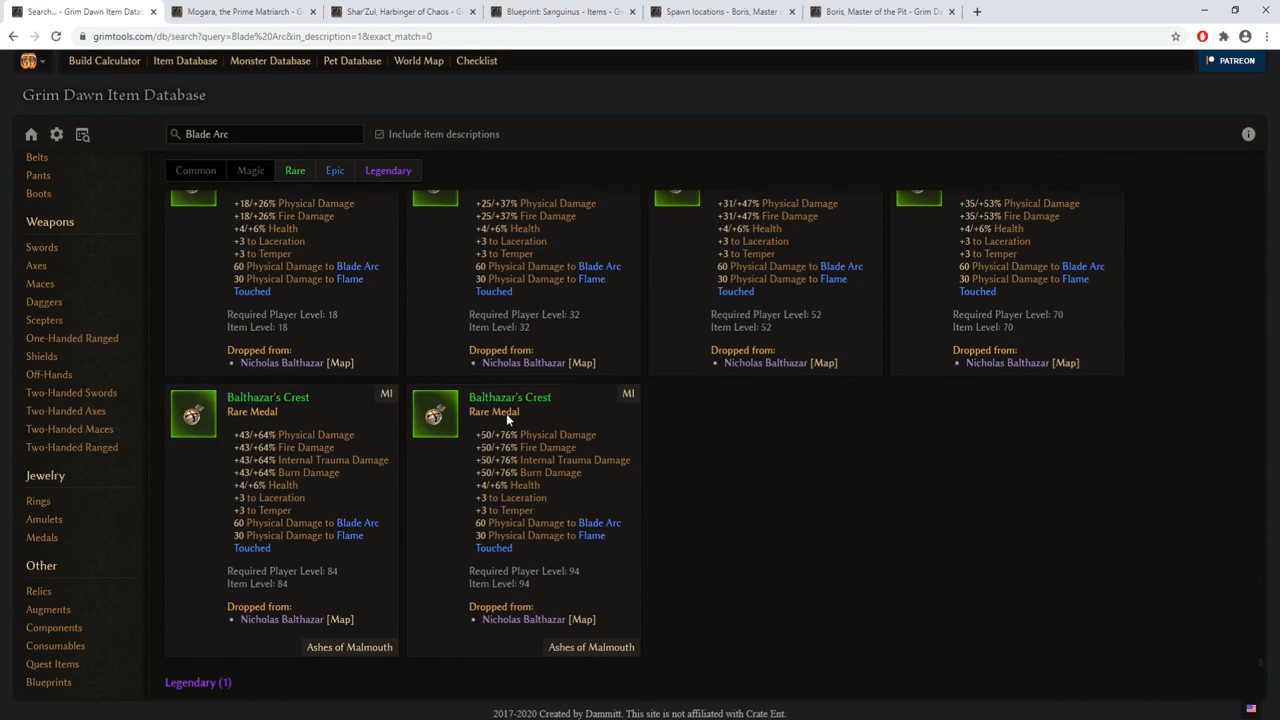 Search... - Grim Dawn Item Datab
Mogara, the Prime Matriarch - G
Shar'Zul, Harbinger of Chaos - G
Blueprint: Sanguinus - Items - G
Spawn locations - Boris, Master o
Boris, Master of the Pit - Grim Da
grimtools.com/db/search?query=Blade%20Arc&in_description=1&exact_match=0
Build Calculator
Item Database
Monster Database
Pet Database
World Map
Checklist
PATREON
Grim Dawn Item Database
Blade Arc
Include item descriptions
Common
Magic
Rare
Epic
Legendary
Belts
Pants
Boots
Weapons
Swords
Axes
Maces
Daggers
Scepters
One-Handed Ranged
Shields
Off-Hands
Two-Handed Swords
Two-Handed Axes
Two-Handed Maces
Two-Handed Ranged
Jewelry
Rings
Amulets
Medals
Other
Relics
Augments
Components
Consumables
Quest Items
Blueprints
+18/+26% Physical Damage
+18/+26% Fire Damage
+4/+6% Health
+3 to Laceration
+3 to Temper
60 Physical Damage to Blade Arc
30 Physical Damage to Flame
Touched
Required Player Level: 18
Item Level: 18
Dropped from:
• Nicholas Balthazar [Map]
+25/+37% Physical Damage
+25/+37% Fire Damage
+4/+6% Health
+3 to Laceration
+3 to Temper
60 Physical Damage to Blade Arc
30 Physical Damage to Flame
Touched
Required Player Level: 32
Item Level: 32
Dropped from:
• Nicholas Balthazar [Map]
+31/+47% Physical Damage
+31/+47% Fire Damage
+4/+6% Health
+3 to Laceration
+3 to Temper
60 Physical Damage to Blade Arc
30 Physical Damage to Flame
Touched
Required Player Level: 52
Item Level: 52
Dropped from:
• Nicholas Balthazar [Map]
+35/+53% Physical Damage
+35/+53% Fire Damage
+4/+6% Health
+3 to Laceration
+3 to Temper
60 Physical Damage to Blade Arc
30 Physical Damage to Flame
Touched
Required Player Level: 70
Item Level: 70
Dropped from:
• Nicholas Balthazar [Map]
Balthazar's Crest
MI
Rare Medal
+43/+64% Physical Damage
+43/+64% Fire Damage
+43/+64% Internal Trauma Damage
+43/+64% Burn Damage
+4/+6% Health
+3 to Laceration
+3 to Temper
60 Physical Damage to Blade Arc
30 Physical Damage to Flame
Touched
Required Player Level: 84
Item Level: 84
Dropped from:
• Nicholas Balthazar [Map]
Ashes of Malmouth
Balthazar's Crest
MI
Rare Medal
+50/+76% Physical Damage
+50/+76% Fire Damage
+50/+76% Internal Trauma Damage
+50/+76% Burn Damage
+4/+6% Health
+3 to Laceration
+3 to Temper
60 Physical Damage to Blade Arc
30 Physical Damage to Flame
Touched
Required Player Level: 94
Item Level: 94
Dropped from:
• Nicholas Balthazar [Map]
Ashes of Malmouth
Legendary (1)
2017-2020 Created by Dammitt. This site is not affiliated with Crate Ent.